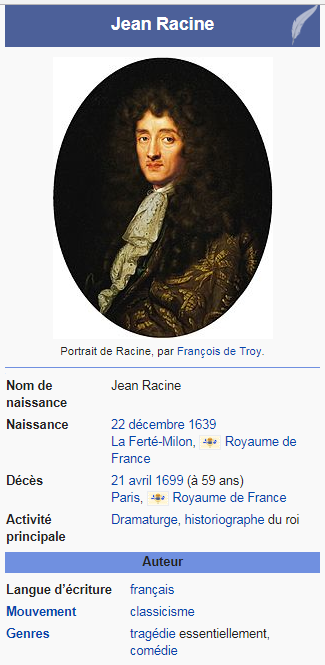 Jean Racine
Portrait de Racine, par François de Troy.
Nom de naissance
Jean Racine
Naissance
22 décembre 1639
La Ferté-Milon, Royaume de
France
Décès
21 avril 1699 (à 59 ans)
Paris, Royaume de France
Activité principale
Dramaturge, historiographe du roi
Auteur
Langue d'écriture français
Mouvement classicisme
Genres tragédie essentiellement,
comédie